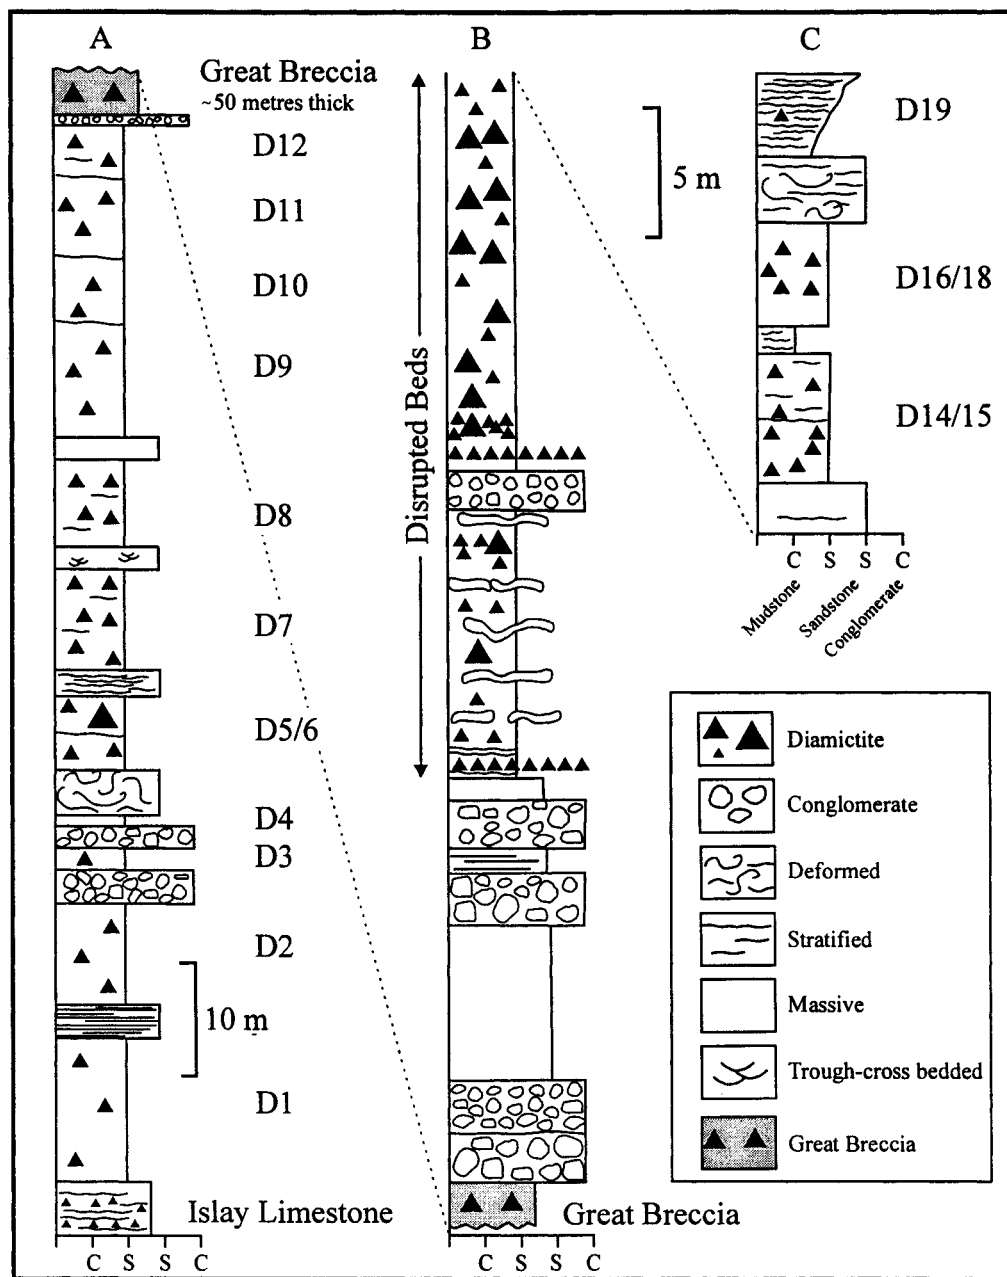 A
Great Breccia
~50 metres thick
D12
D11
D10
D9
D8
D7
D5/6
D4
D3
D2
10 m
D1
Islay Limestone
C S S C
B
Disrupted Beds
5 m
Great Breccia
C S S C
C
D19
D16/18
D14/15
C S S C
Mudstone
Sandstone
Conglomerate
Diamictite
Conglomerate
Deformed
Stratified
Massive
Trough-cross bedded
Great Breccia